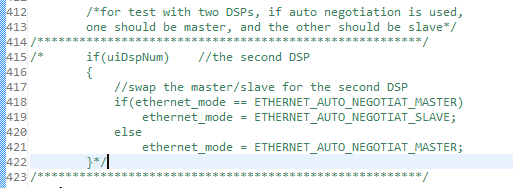 412 /*for test with two DSPs, if auto negotiation is used,
413 one should be master, and the other should be slave*/
414 /*******************************************************/
415 /* if(uiDspNum) //the second DSP
416 {
417 //swap the master/slave for the second DSP
418 if(ethernet_mode == ETHERNET_AUTO_NEGOTIAT_MASTER)
419 ethernet_mode = ETHERNET_AUTO_NEGOTIAT_SLAVE;
420 else
421 ethernet_mode = ETHERNET_AUTO_NEGOTIAT_MASTER;
422 }*/
423 /*******************************************************/